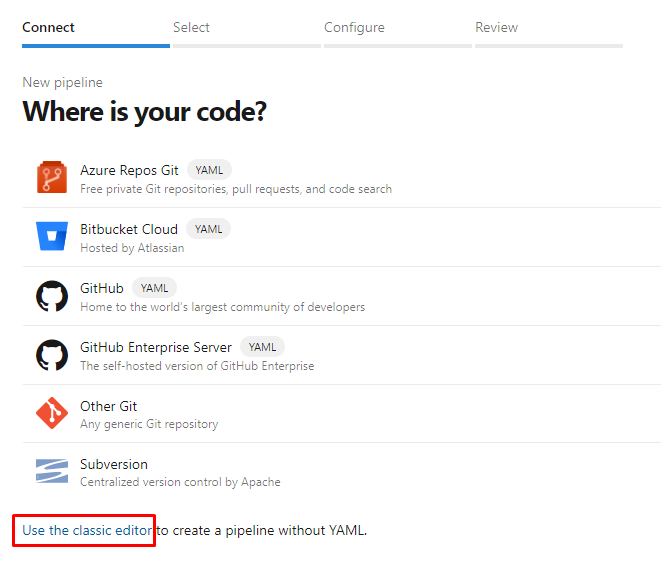 Connect Select Configure Review
New pipeline
Where is your code?
Azure Repos Git YAML
Free private Git repositories, pull requests, and code search
Bitbucket Cloud YAML
Hosted by Atlassian
GitHub YAML
Home to the world's largest community of developers
GitHub Enterprise Server YAML
The self-hosted version of GitHub Enterprise
Other Git
Any generic Git repository
Subversion
Centralized version control by Apache
Use the classic editor to create a pipeline without YAML.